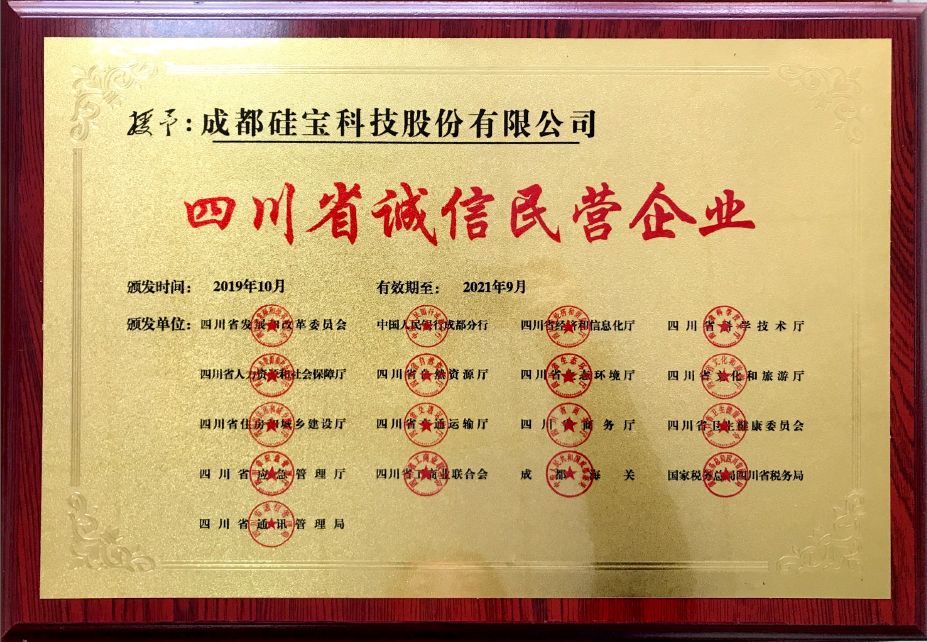 授予：成都硅宝科技股份有限公司
四川省诚信民营企业
颁发时间： 2019年10月 有效期至： 2021年9月
颁发单位：四川省发展和改革委员会 中国人民银行成都分行 四川省经济和信息化厅 四川省科学技术厅
四川省人力资源和社会保障厅 四川省自然资源厅 四川省生态环境厅 四川省文化和旅游厅
四川省住房和城乡建设厅 四川省交通运输厅 四川省商务厅 四川省卫生健康委员会
四川省应急管理厅 四川省工商业联合会 成都海关 国家税务总局四川省税务局
四川省通讯管理局